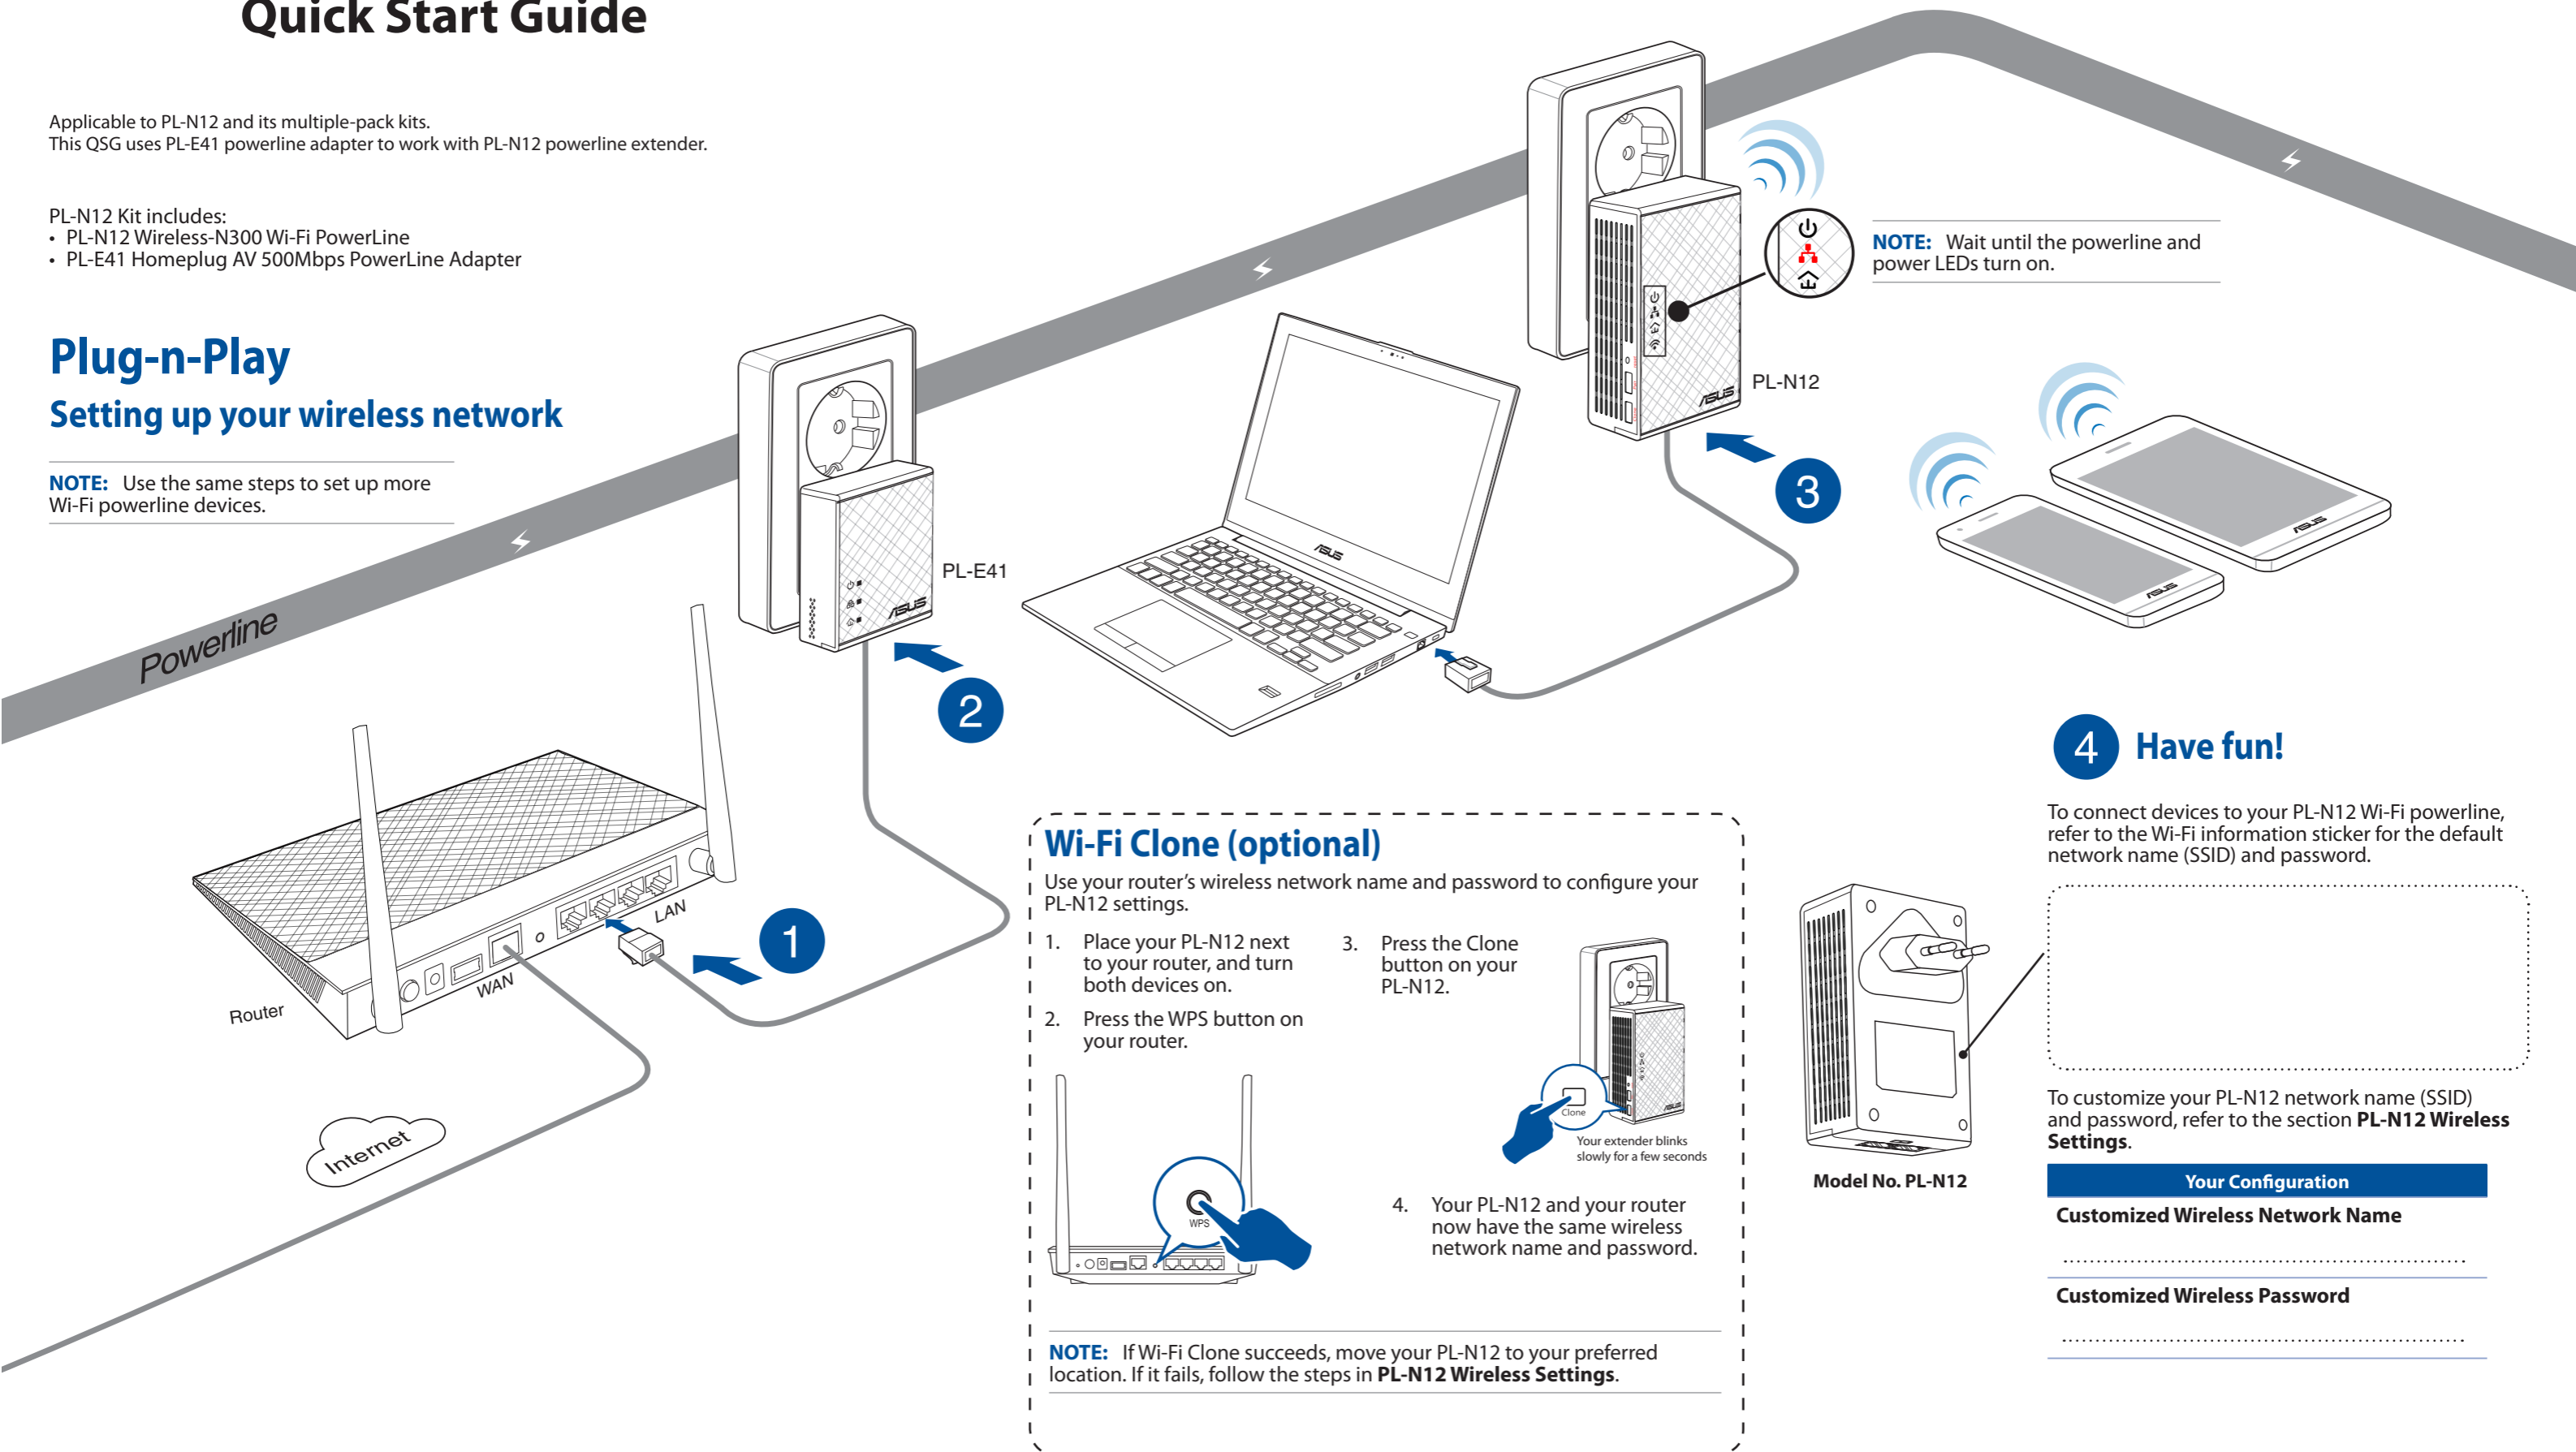 Quick Start Guide
Applicable to PL-N12 and its multiple-pack kits.
This QSG uses PL-E41 powerline adapter to work with PL-N12 powerline extender.
PL-N12 Kit includes:
• PL-N12 Wireless-N300 Wi-Fi PowerLine
• PL-E41 Homeplug AV 500Mbps PowerLine Adapter
Plug-n-Play
Setting up your wireless network
NOTE: Use the same steps to set up more
Wi-Fi powerline devices.
Powerline
Router
WAN
LAN
Internet
1
2
PL-E41
ASUS
ASUS
3
PL-N12
ASUS
NOTE: Wait until the powerline and
power LEDs turn on.
ASUS
ASUS
Wi-Fi Clone (optional)
Use your router's wireless network name and password to configure your
PL-N12 settings.
1. Place your PL-N12 next
to your router, and turn
both devices on.
2. Press the WPS button on
your router.
WPS
3. Press the Clone
button on your
PL-N12.
Clone
ASUS
Your extender blinks
slowly for a few seconds
4. Your PL-N12 and your router
now have the same wireless
network name and password.
NOTE: If Wi-Fi Clone succeeds, move your PL-N12 to your preferred
location. If it fails, follow the steps in PL-N12 Wireless Settings.
4 Have fun!
To connect devices to your PL-N12 Wi-Fi powerline,
refer to the Wi-Fi information sticker for the default
network name (SSID) and password.
Model No. PL-N12
To customize your PL-N12 network name (SSID)
and password, refer to the section PL-N12 Wireless
Settings.
Your Configuration
Customized Wireless Network Name
Customized Wireless Password